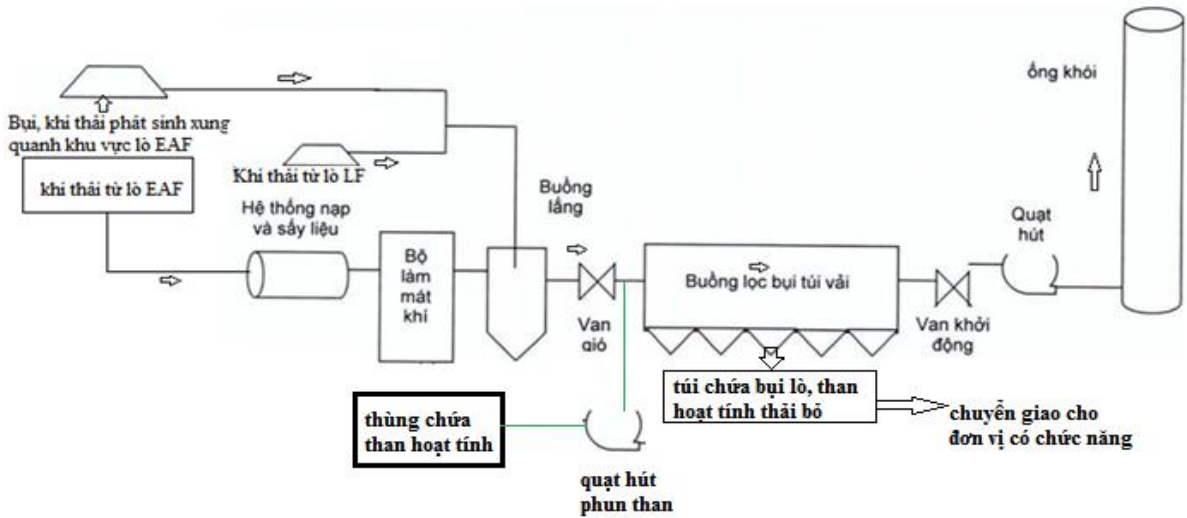 Bụi, khí thải phát sinh xung
quanh khu vực lò EAF
khí thải từ lò EAF
Khí thải từ lò LF
Hệ thống nạp
và sấy liệu
Bộ
làm
mát
khí
Buồng
lắng
Van
gió
Buồng lọc bụi túi vải
Van khởi
động
Quạt
hút
ống khói
thùng chứa
than hoạt tính
quạt hút
phun than
túi chứa bụi lò, than
hoạt tính thải bỏ
chuyển giao cho
đơn vị có chức năng